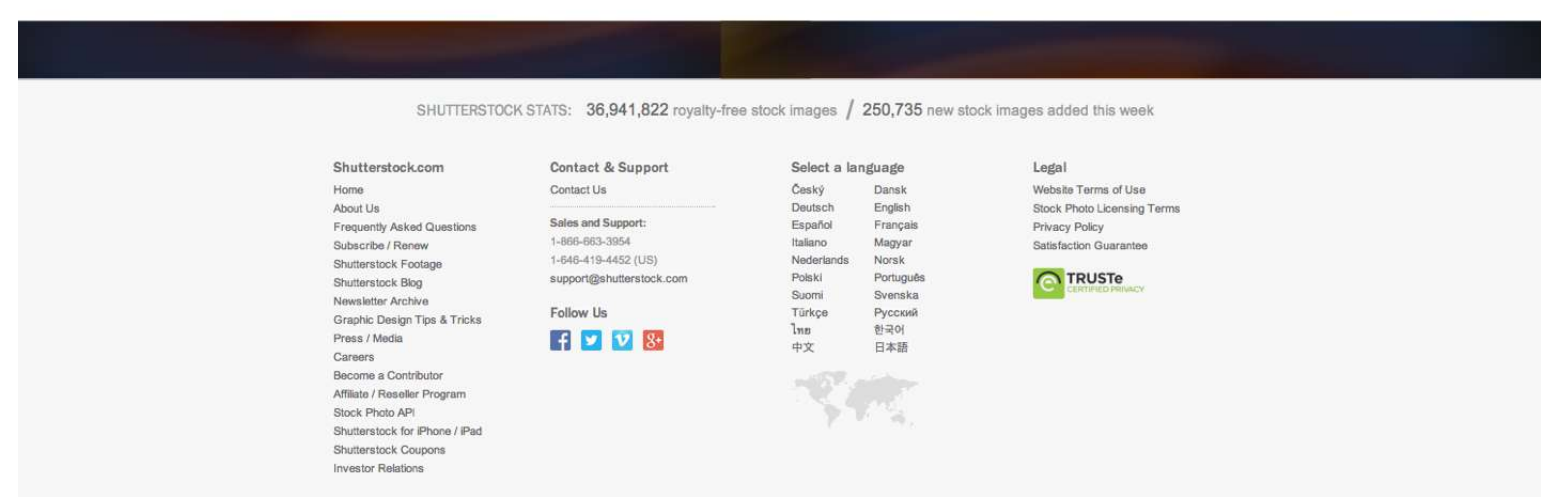 SHUTTERSTOCK STATS: 36,941,822 royalty-free stock images / 250,735 new stock images added this week
Shutterstock.com
Home
About Us
Frequently Asked Questions
Subscribe / Renew
Shutterstock Footage
Shutterstock Blog
Newsletter Archive
Graphic Design Tips & Tricks
Press / Media
Careers
Become a Contributor
Affiliate / Reseller Program
Stock Photo API
Shutterstock for iPhone / iPad
Shutterstock Coupons
Investor Relations
Contact & Support
Contact Us
Sales and Support:
1-866-663-3954
1-646-419-4452 (US)
support@shutterstock.com
Follow Us
Select a language
Český Dansk
Deutsch English
Español Français
Italiano Magyar
Nederlands Norsk
Polski Português
Suomi Svenska
Türkçe Русский
ไทย 한국어
中文 日本語
Legal
Website Terms of Use
Stock Photo Licensing Terms
Privacy Policy
Satisfaction Guarantee
TRUSTe
CERTIFIED PRIVACY